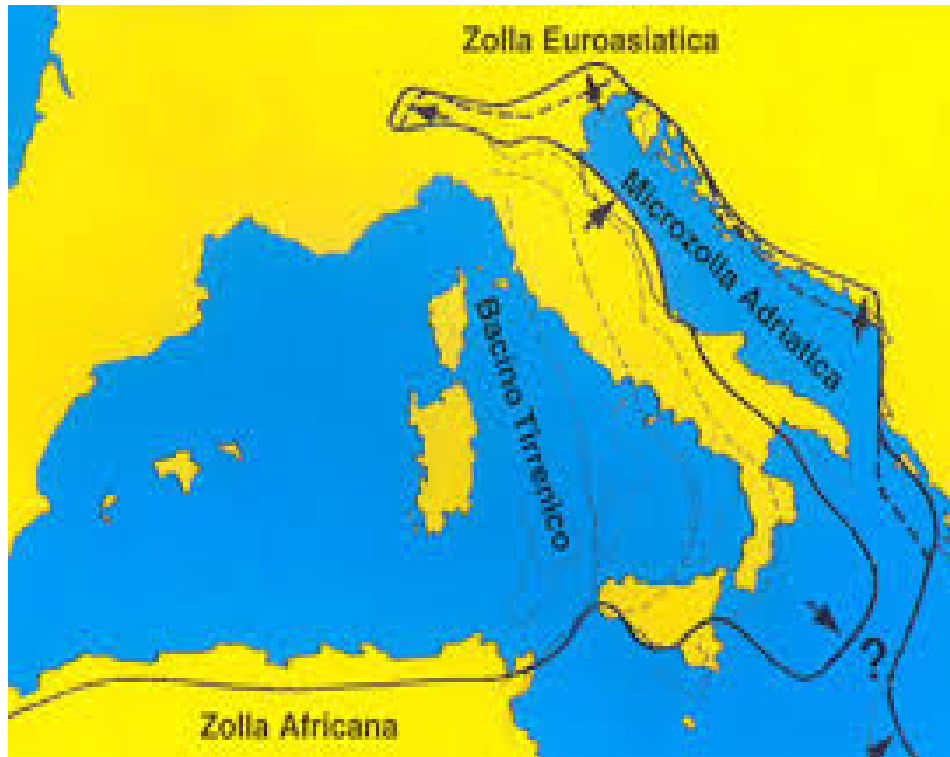 Zolla Euroasiatica
Microzolla Adriatica
Bacino Tirrenico
?
Zolla Africana